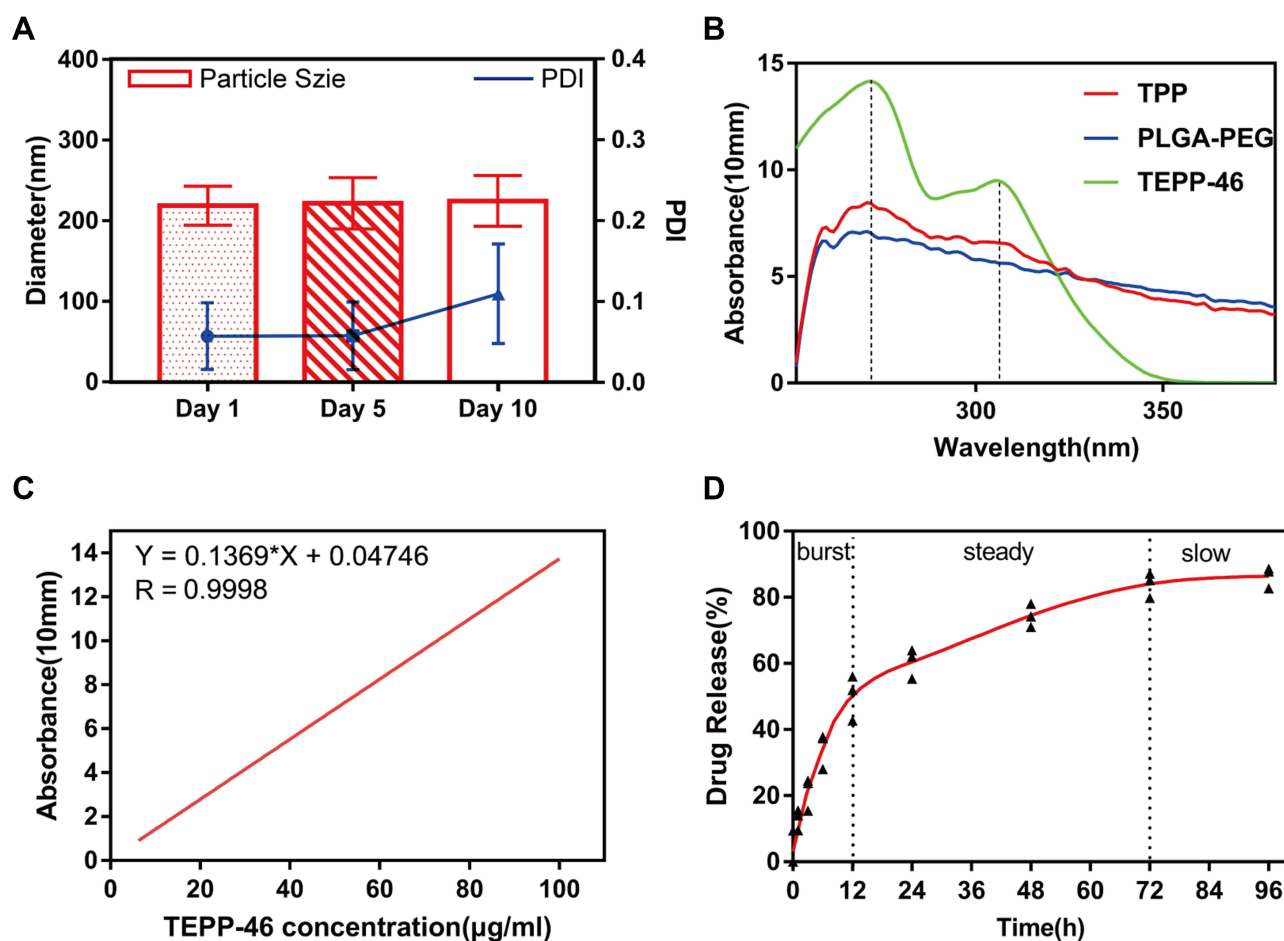 A
Particle Szie
PDI
Diameter(nm)
400
300
200
100
0
0.4
0.3
0.2
0.1
0.0
PDI
Day 1
Day 5
Day 10
B
TPP
PLGA-PEG
TEPP-46
Absorbance(10mm)
15
10
5
0
300
350
Wavelength(nm)
C
Y = 0.1369*X + 0.04746
R = 0.9998
Absorbance(10mm)
14
12
10
8
6
4
2
0
0
20
40
60
80
100
TEPP-46 concentration(μg/ml)
D
burst
steady
slow
Drug Release(%)
100
80
60
40
20
0
0
12
24
36
48
60
72
84
96
Time(h)